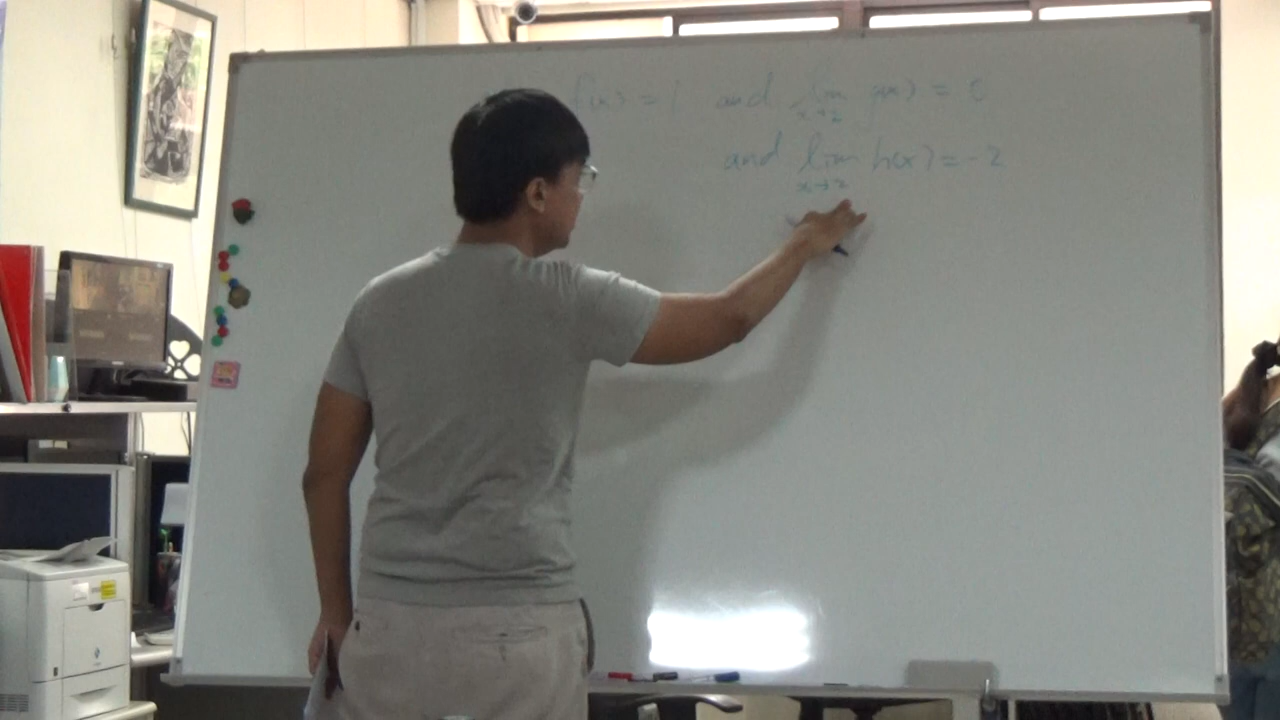 f(x) = 1 and lim x→2 g(x) = 0
and lim x→2 h(x) = -2